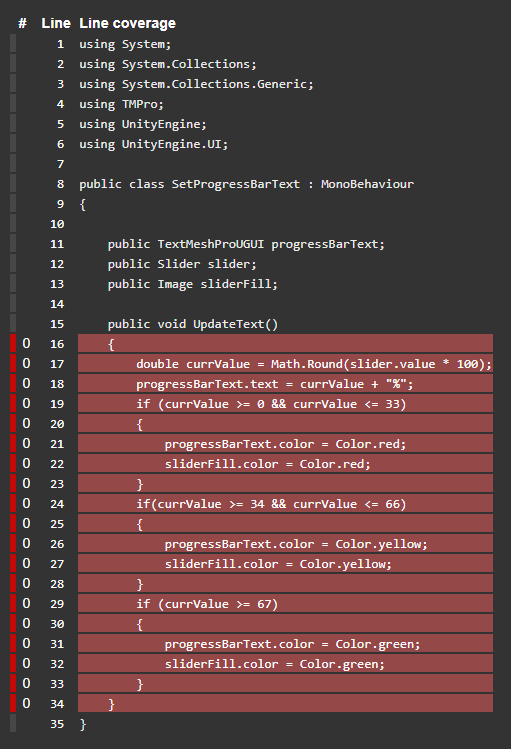 # Line Line coverage
1 using System;
2 using System.Collections;
3 using System.Collections.Generic;
4 using TMPro;
5 using UnityEngine;
6 using UnityEngine.UI;
7
8 public class SetProgressBarText : MonoBehaviour
9 {
10
11     public TextMeshProUGUI progressBarText;
12     public Slider slider;
13     public Image sliderFill;
14
15     public void UpdateText()
0 16     {
0 17         double currValue = Math.Round(slider.value * 100);
0 18         progressBarText.text = currValue + "%";
0 19         if (currValue >= 0 && currValue <= 33)
0 20         {
0 21             progressBarText.color = Color.red;
0 22             sliderFill.color = Color.red;
0 23         }
0 24         if(currValue >= 34 && currValue <= 66)
0 25         {
0 26             progressBarText.color = Color.yellow;
0 27             sliderFill.color = Color.yellow;
0 28         }
0 29         if (currValue >= 67)
0 30         {
0 31             progressBarText.color = Color.green;
0 32             sliderFill.color = Color.green;
0 33         }
0 34     }
35 }